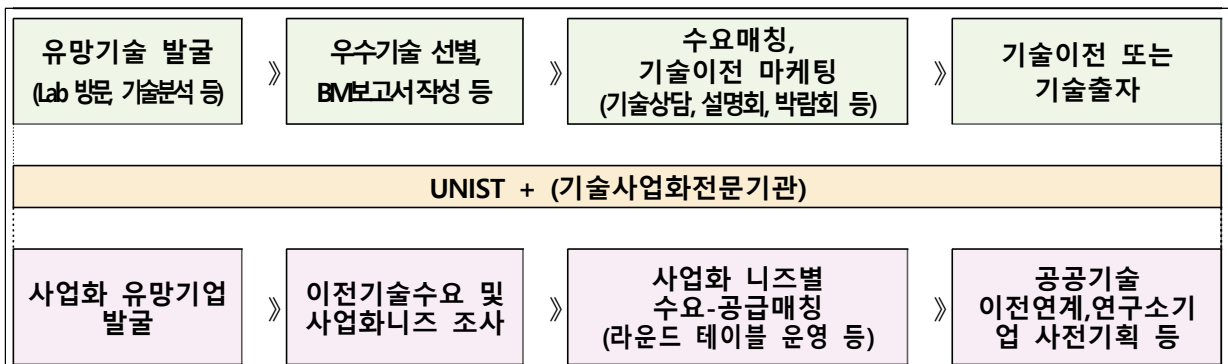 유망기술 발굴
(Lab 방문, 기술분석 등)
》
우수기술 선별,
BM보고서작성 등
》
수요매칭,
기술이전 마케팅
(기술상담, 설명회, 박람회 등)
》
기술이전 또는
기술출자
UNIST + (기술사업화전문기관)
사업화 유망기업
발굴
》
이전기술수요 및
사업화니즈 조사
》
사업화 니즈별
수요-공급매칭
(라운드 테이블 운영 등)
》
공공기술
이전연계,연구소기
업 사전기획 등